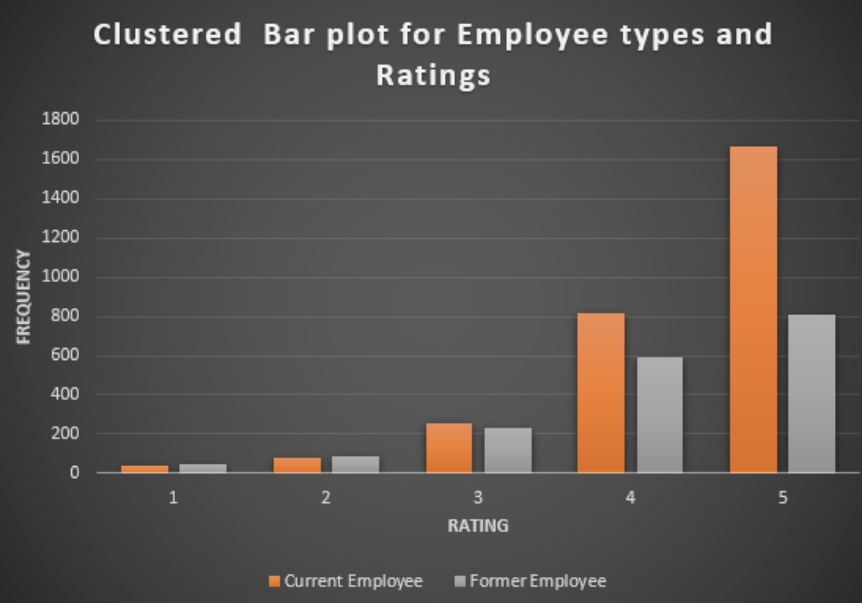 Clustered  Bar plot for Employee types and
Ratings
1800
1600
1400
1200
1000
800
600
400
200
0
FREQUENCY
1 2 3 4 5
RATING
Current Employee Former Employee